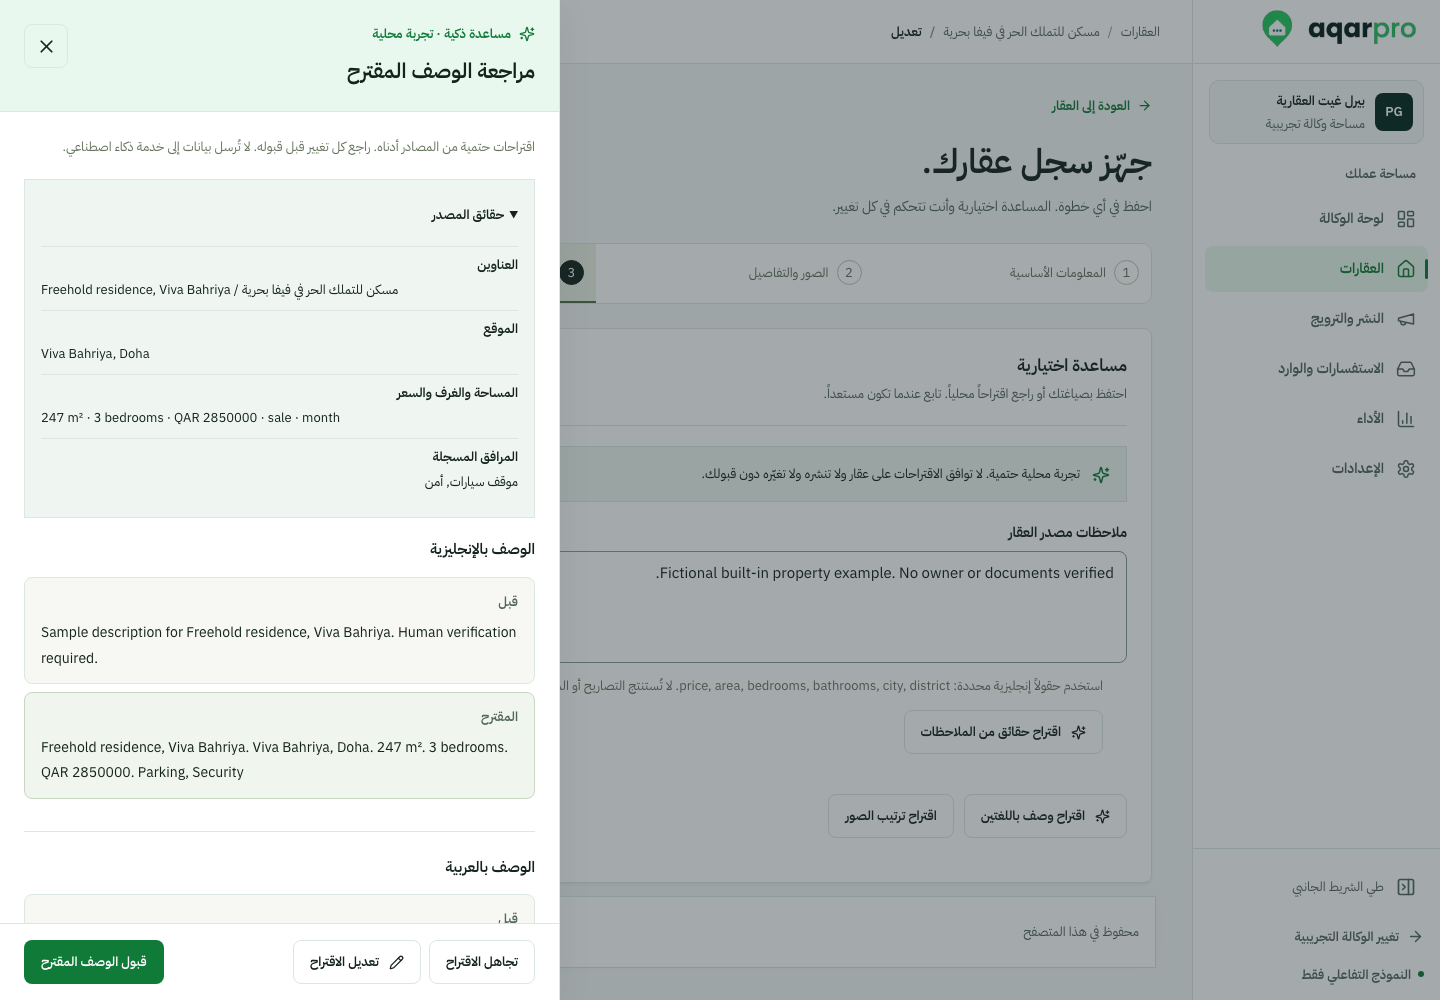 aqarpro
PG
بيرل غيت العقارية
مساحة وكالة تجريبية
مساحة عملك
لوحة الوكالة
العقارات
النشر والترويج
الاستفسارات والوارد
الأداء
الإعدادات
طي الشريط الجانبي
تغيير الوكالة التجريبية
النموذج التفاعلي فقط
العقارات / مسكن للتملك الحر في فيفا بحرية / تعديل
العودة إلى العقار
جهّز سجل عقارك.
احفظ في أي خطوة. المساعدة اختيارية وأنت تتحكم في كل تغيير.
1 المعلومات الأساسية
2 الصور والتفاصيل
3
مساعدة اختيارية
احتفظ بصياغتك أو راجع اقتراحاً محلياً. تابع عندما تكون مستعداً.
تجربة محلية حتمية. لا توافق الاقتراحات على عقار ولا تنشره ولا تغيّره دون قبولك.
ملاحظات مصدر العقار
Fictional built-in property example. No owner or documents verified.
استخدم حقولاً إنجليزية محددة: price, area, bedrooms, bathrooms, city, district. لا تُستنتج التصاريح أو
اقتراح حقائق من الملاحظات
اقتراح وصف باللغتين
اقتراح ترتيب الصور
محفوظ في هذا المتصفح
مساعدة ذكية · تجربة محلية
مراجعة الوصف المقترح
اقتراحات حتمية من المصادر أدناه. راجع كل تغيير قبل قبوله. لا تُرسل بيانات إلى خدمة ذكاء اصطناعي.
حقائق المصدر
العناوين
Freehold residence, Viva Bahriya / مسكن للتملك الحر في فيفا بحرية
الموقع
Viva Bahriya, Doha
المساحة والغرف والسعر
247 m² · 3 bedrooms · QAR 2850000 · sale · month
المرافق المسجلة
موقف سيارات, أمن
الوصف بالإنجليزية
قبل
Sample description for Freehold residence, Viva Bahriya. Human verification
required.
المقترح
Freehold residence, Viva Bahriya. Viva Bahriya, Doha. 247 m². 3 bedrooms.
QAR 2850000. Parking, Security
الوصف بالعربية
قبل
تجاهل الاقتراح
تعديل الاقتراح
قبول الوصف المقترح